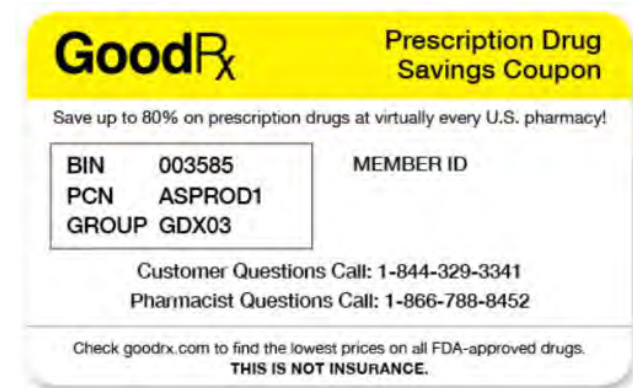 GoodRx
Prescription Drug
Savings Coupon
Save up to 80% on prescription drugs at virtually every U.S. pharmacy!
BIN 003585
PCN ASPROD1
GROUP GDX03
MEMBER ID
Customer Questions Call: 1-844-329-3341
Pharmacist Questions Call: 1-866-788-8452
Check goodrx.com to find the lowest prices on all FDA-approved drugs.
THIS IS NOT INSURANCE.